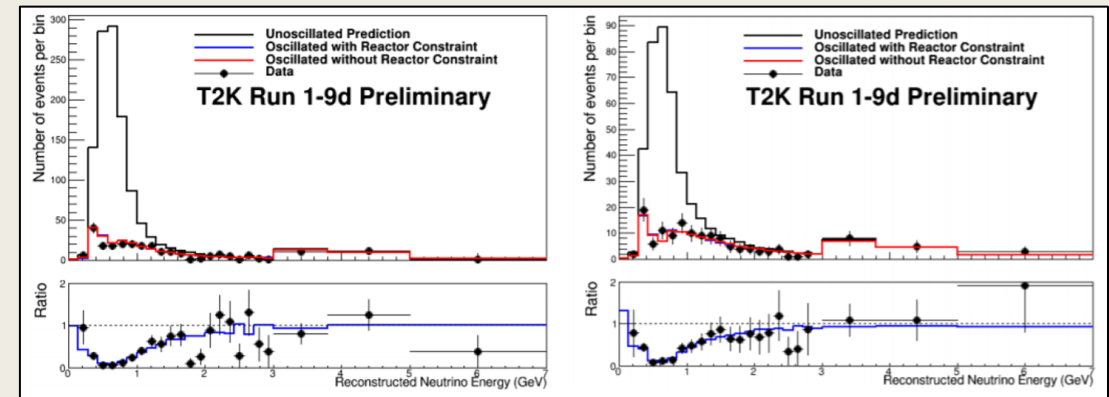 Number of events per bin
300
250
200
150
100
50
0
Unoscillated Prediction
Oscillated with Reactor Constraint
Oscillated without Reactor Constraint
Data
T2K Run 1-9d Preliminary
Ratio
2
1
0
0 1 2 3 4 5 6 7
Reconstructed Neutrino Energy (GeV)
Number of events per bin
90
80
70
60
50
40
30
20
10
0
Unoscillated Prediction
Oscillated with Reactor Constraint
Oscillated without Reactor Constraint
Data
T2K Run 1-9d Preliminary
Ratio
2
1
0
0 1 2 3 4 5 6 7
Reconstructed Neutrino Energy (GeV)